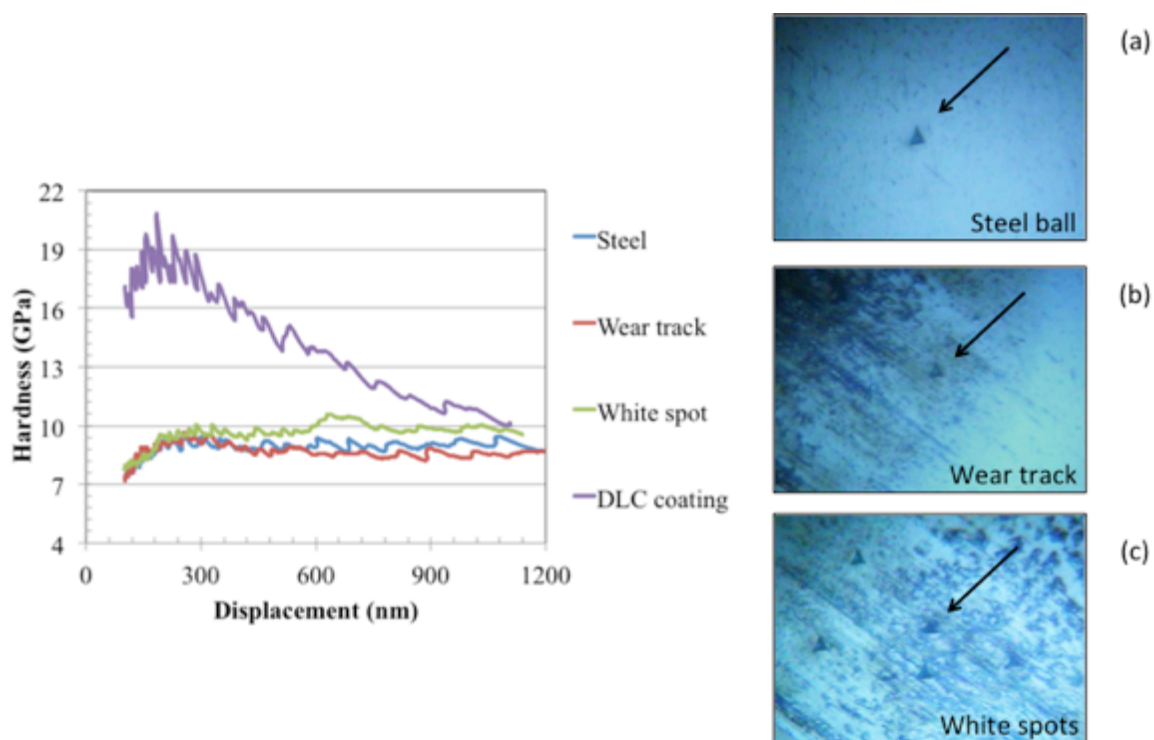 Hardness (GPa)
22
19
16
13
10
7
4
0
300
600
900
1200
Displacement (nm)
Steel
Wear track
White spot
DLC coating
(a)
Steel ball
(b)
Wear track
(c)
White spots